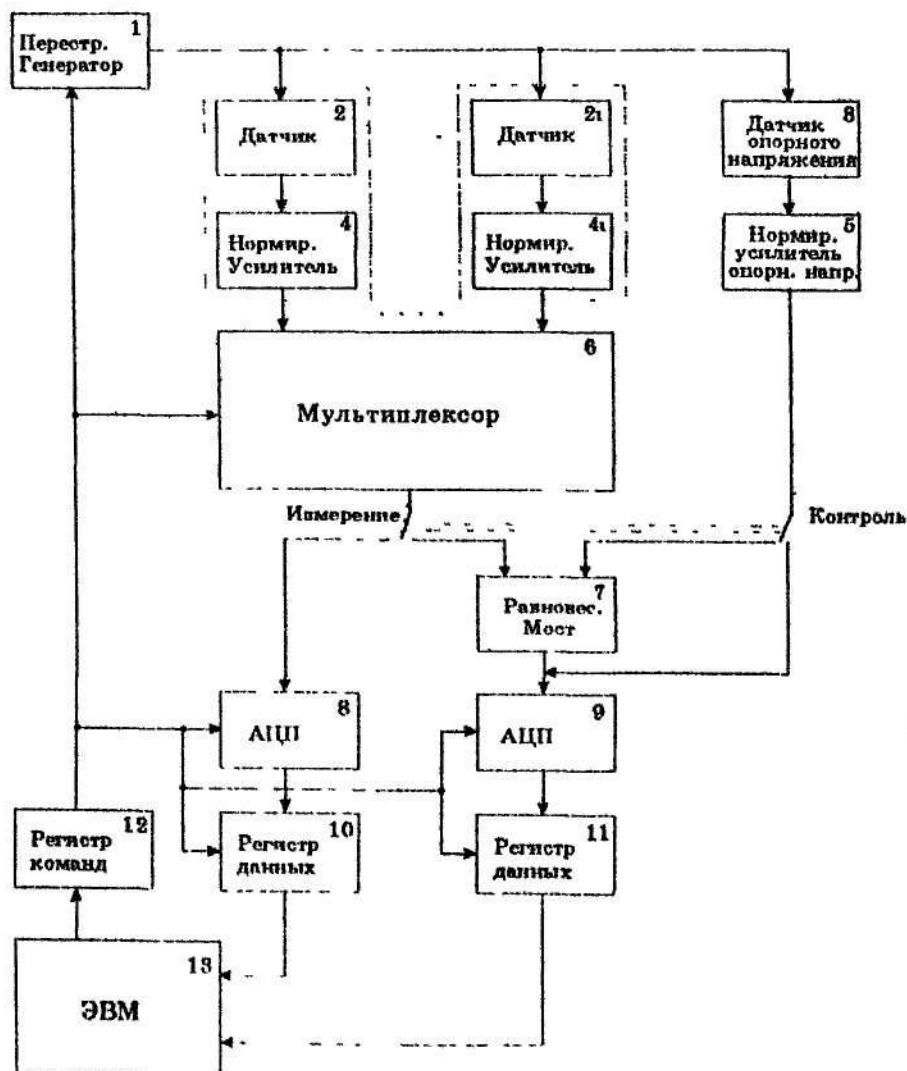 1
Перестр.
Генератор
2
Датчик
2i
Датчик
8
Датчик
опорного
напряжения
4
Нормир.
Усилитель
4i
Нормир.
Усилитель
5
Нормир.
усилитель
опорн. напр.
6
Мультиплексор
Измерение
Контроль
7
Равновес.
Мост
8
АЦП
9
АЦП
12
Регистр
команд
10
Регистр
данных
11
Регистр
данных
13
ЭВМ